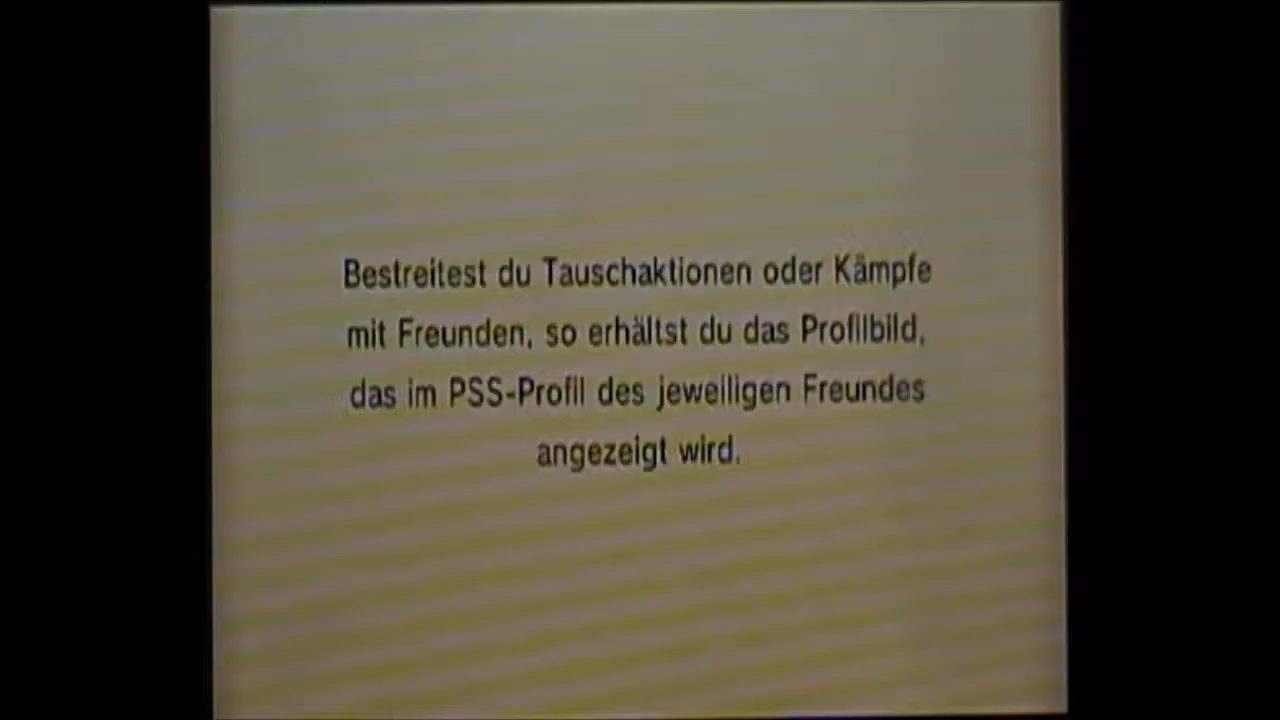 Bestreitest du Tauschaktionen oder Kämpfe
mit Freunden, so erhältst du das Profilbild,
das im PSS-Profil des jeweiligen Freundes
angezeigt wird.